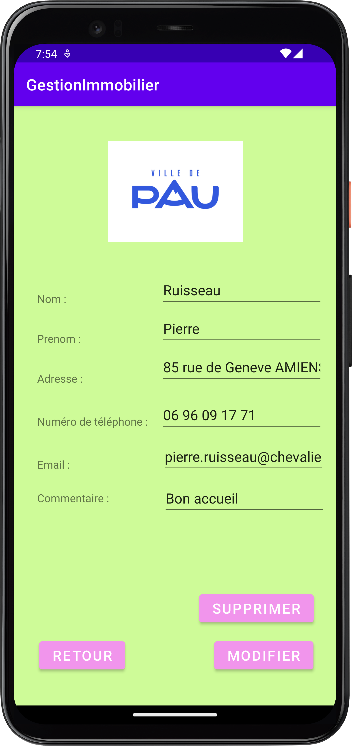 7:54
GestionImmobilier
VILLE DE
PAU
Nom :
Ruisseau
Prenom :
Pierre
Adresse :
85 rue de Geneve AMIENS
Numéro de téléphone :
06 96 09 17 71
Email :
pierre.ruisseau@chevalie
Commentaire :
Bon accueil
SUPPRIMER
RETOUR
MODIFIER